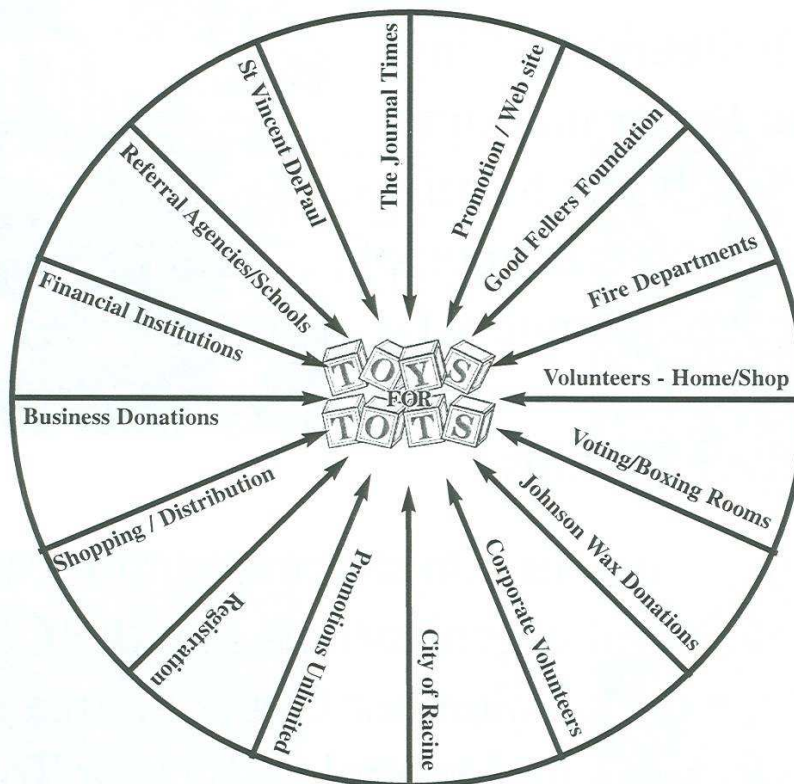 The Journal Times
Promotion / Web site
Good Fellers Foundation
Fire Departments
Volunteers - Home/Shop
Voting/Boxing Rooms
Johnson Wax Donations
Corporate Volunteers
City of Racine
Promotions Unlimited
Registration
Shopping / Distribution
Business Donations
Financial Institutions
Referral Agencies/Schools
St Vincent DePaul
TOYS
FOR
TOTS